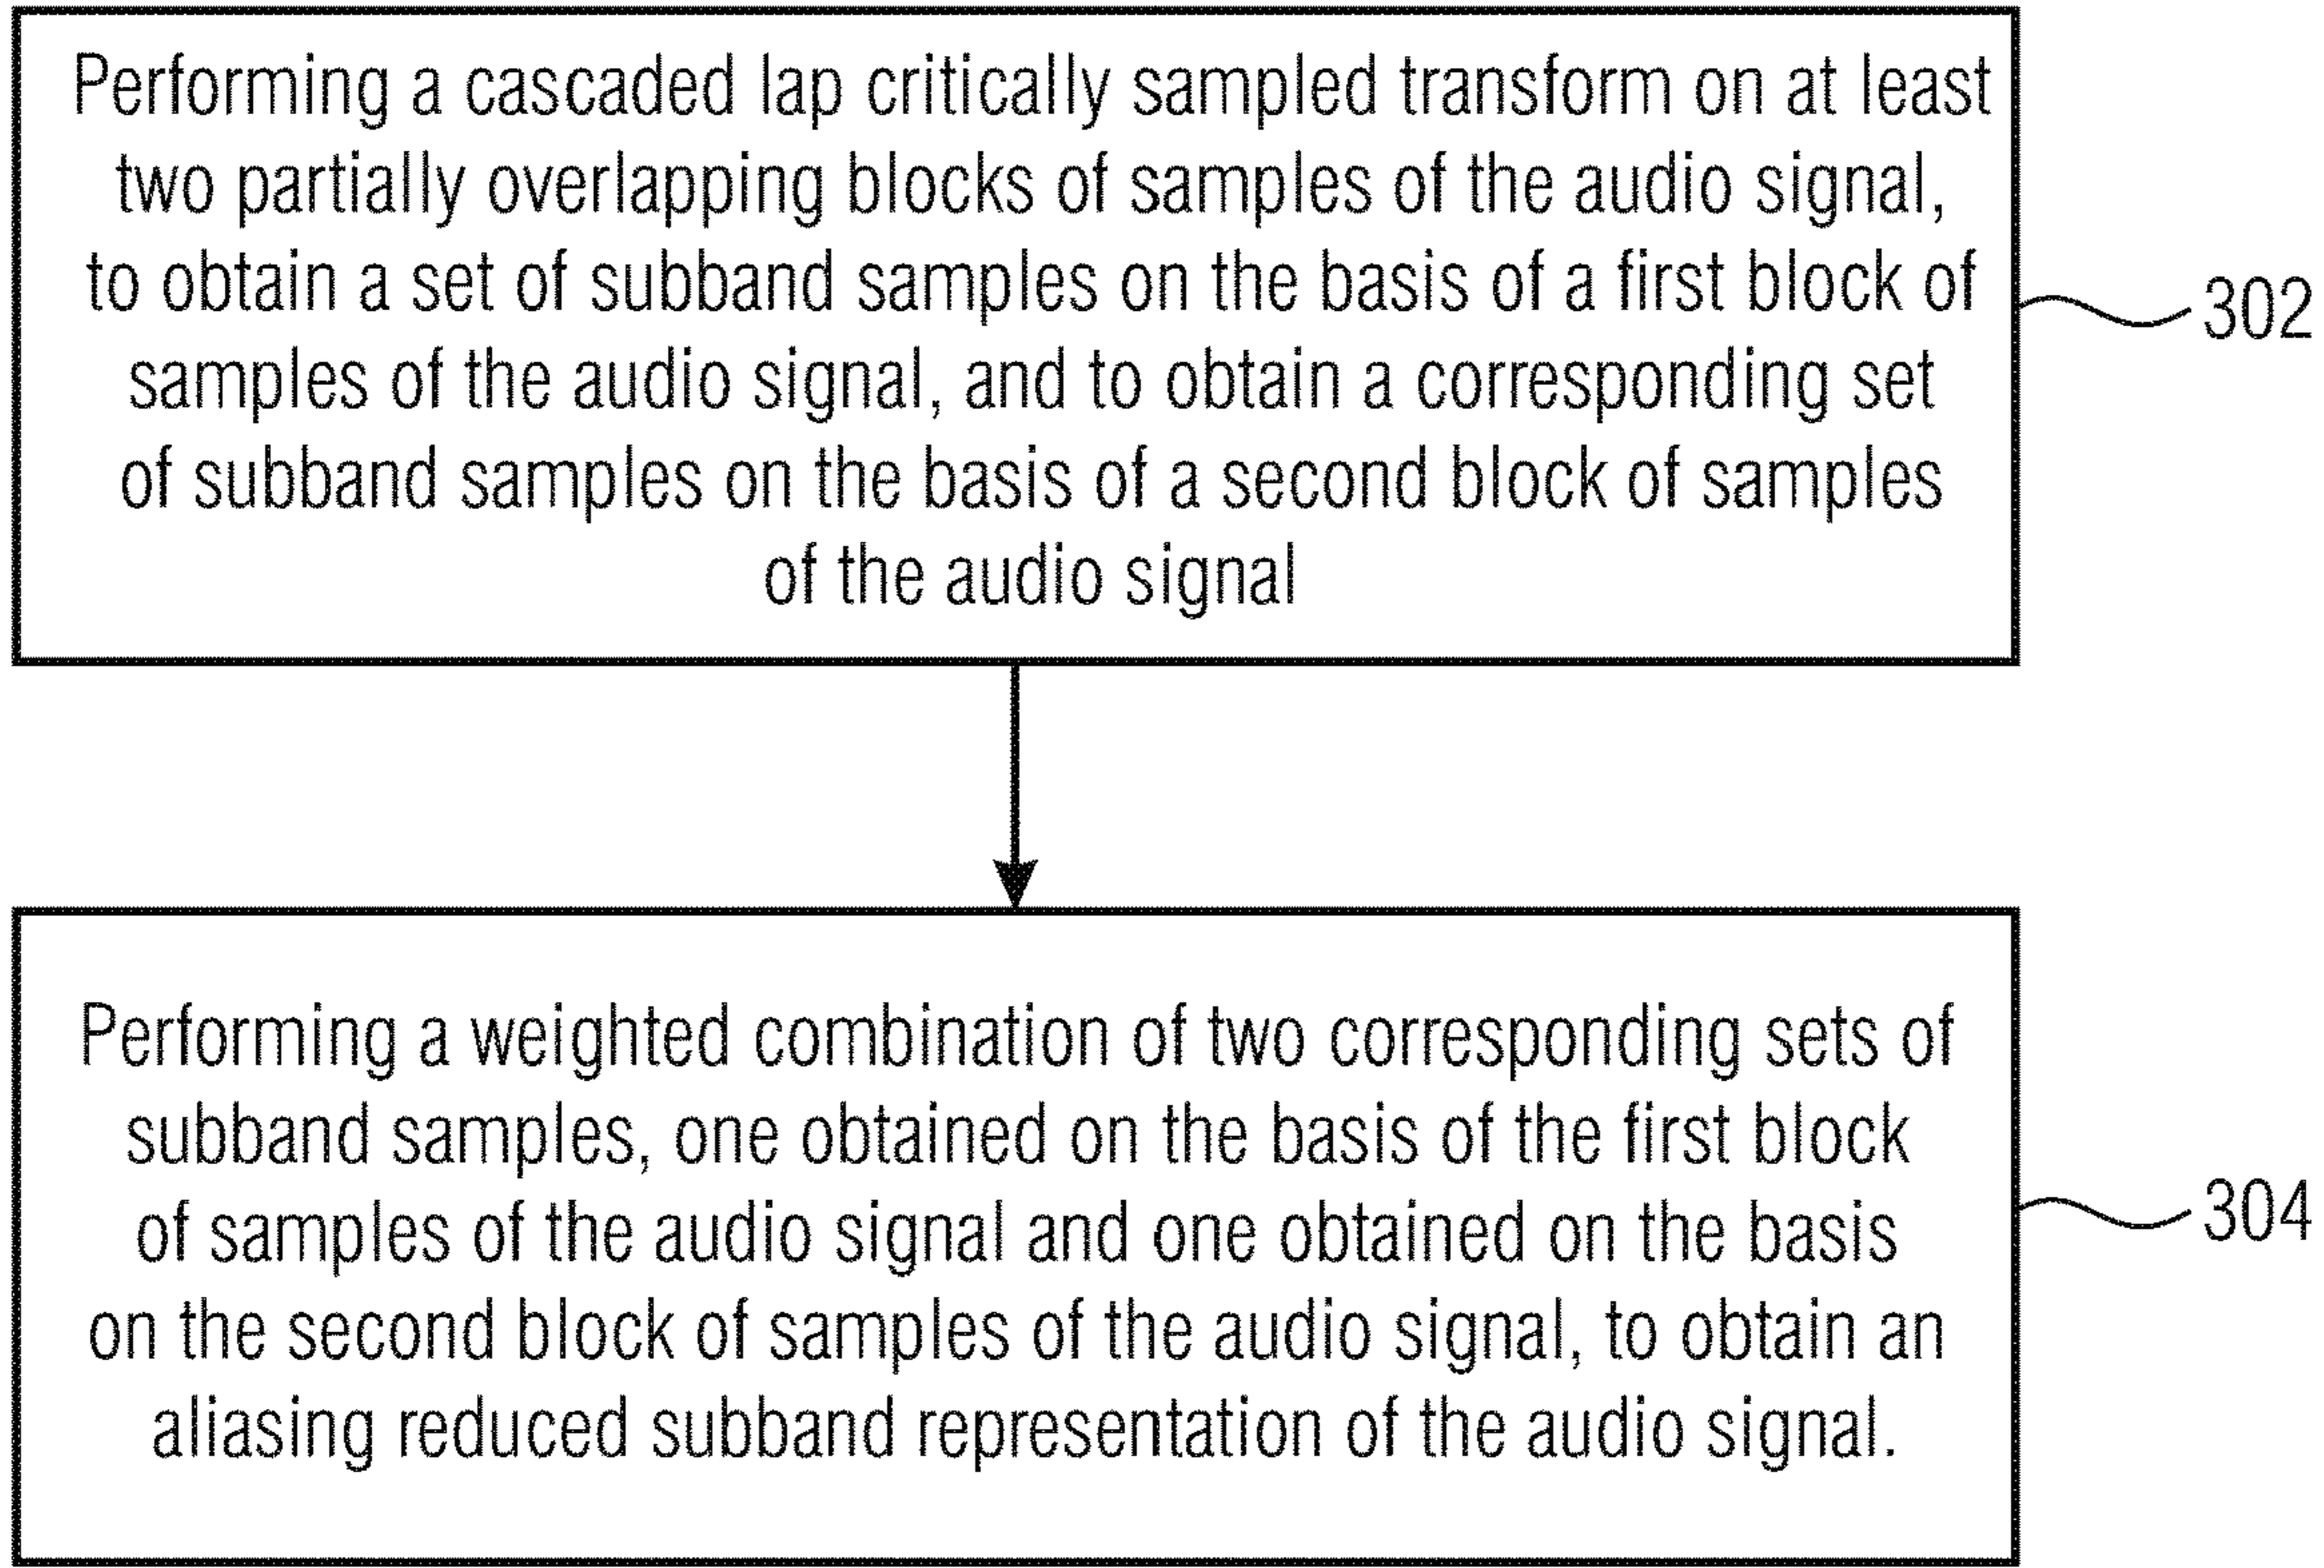 Performing a cascaded lap critically sampled transform on at least
two partially overlapping blocks of samples of the audio signal,
to obtain a set of subband samples on the basis of a first block of
samples of the audio signal, and to obtain a corresponding set
of subband samples on the basis of a second block of samples
of the audio signal
302
Performing a weighted combination of two corresponding sets of
subband samples, one obtained on the basis of the first block
of samples of the audio signal and one obtained on the basis
on the second block of samples of the audio signal, to obtain an
aliasing reduced subband representation of the audio signal.
304